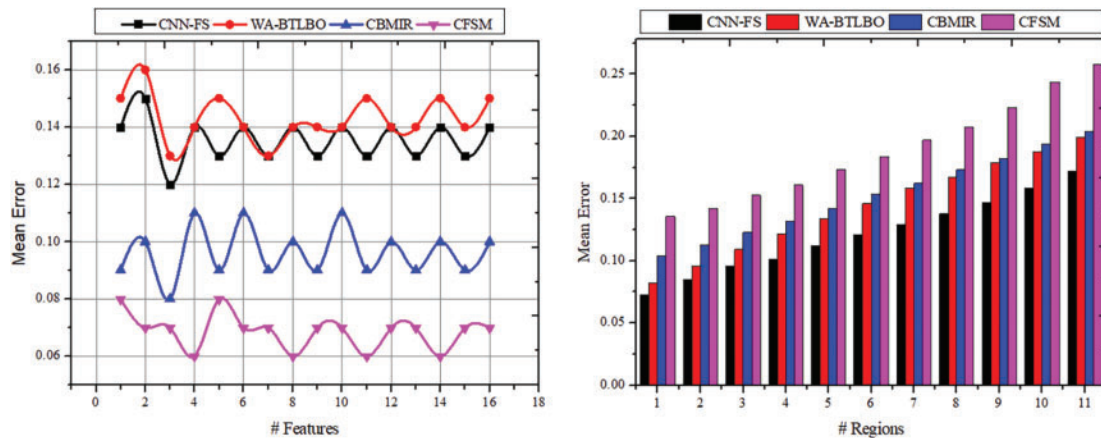 CNN-FS WA-BTLBO CBMIR CFSM
0.16
0.14
0.12
0.10
0.08
0.06
Mean Error
0 2 4 6 8 10 12 14 16 18
# Features
CNN-FS WA-BTLBO CBMIR CFSM
0.25
0.20
0.15
0.10
0.05
0.00
Mean Error
1 2 3 4 5 6 7 8 9 10 11
# Regions